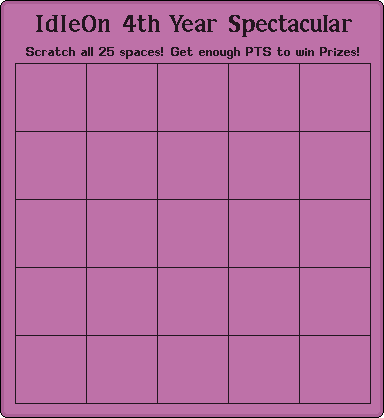 IdleOn 4th Year Spectacular
Scratch all 25 spaces! Get enough PTS to win Prizes!